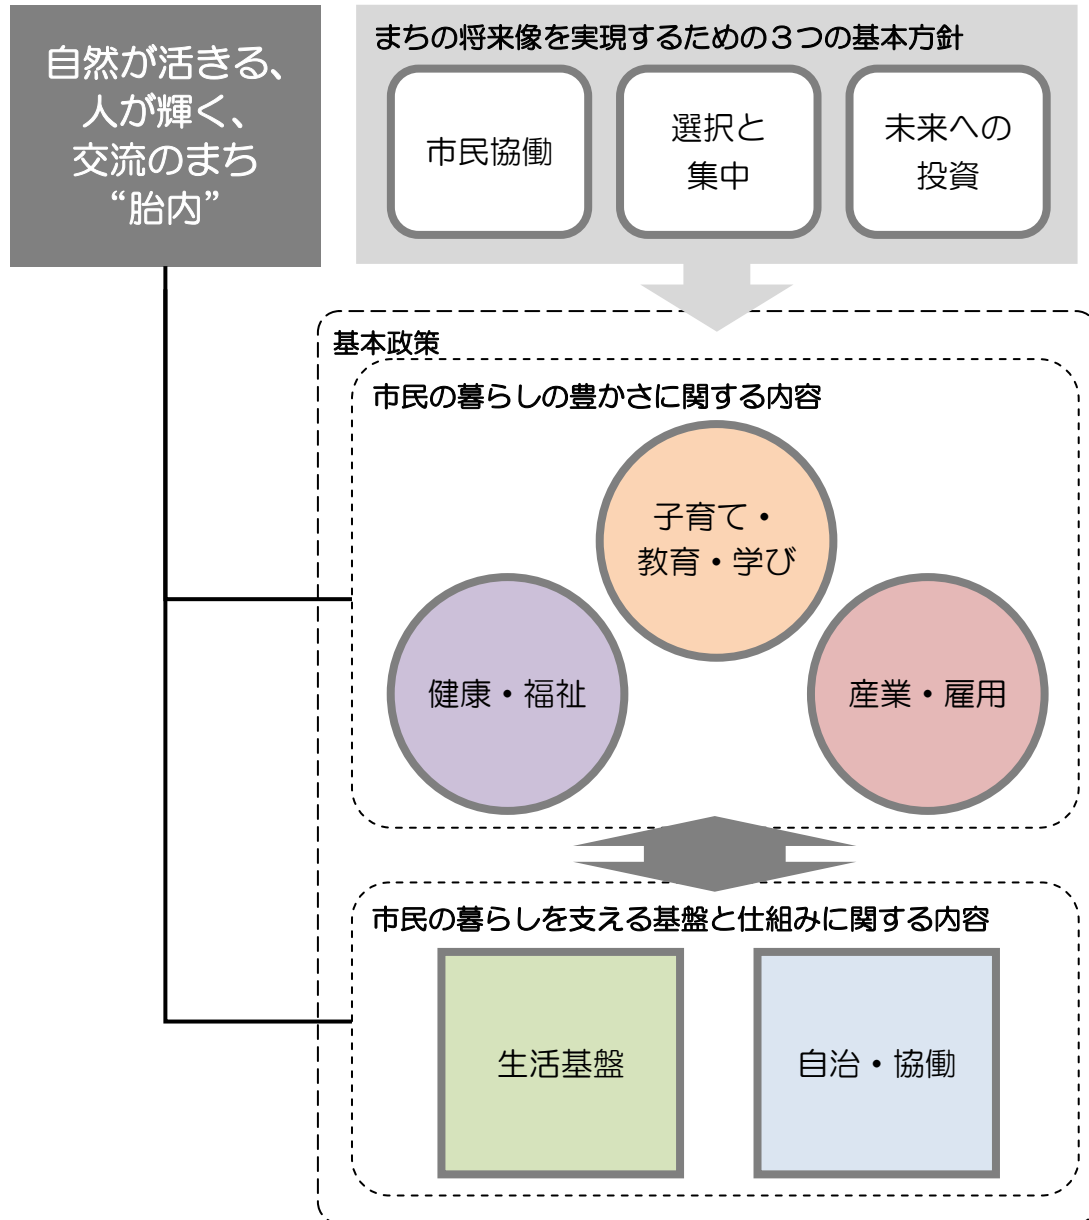 自然が活きる、
人が輝く、
交流のまち
“胎内”
まちの将来像を実現するための３つの基本方針
市民協働
選択と
集中
未来への
投資
基本政策
市民の暮らしの豊かさに関する内容
子育て・
教育・学び
健康・福祉
産業・雇用
市民の暮らしを支える基盤と仕組みに関する内容
生活基盤
自治・協働